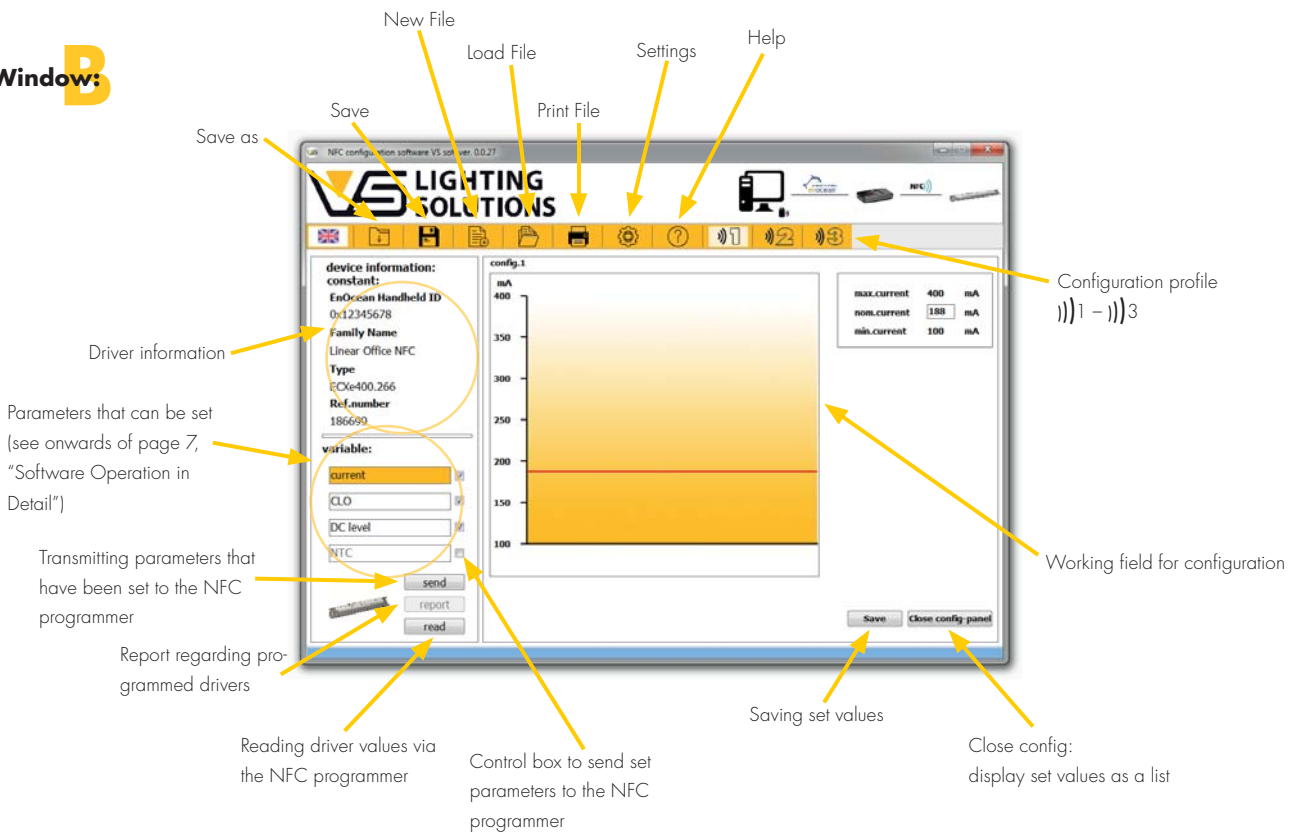 Window:
B
New File
Load File
Settings
Help
Save
Print File
Save as
NFC configuration software VS soft ver. 0.0.27
VS LIGHTING
SOLUTIONS
enocean
NFC
1 2 3
device information:
constant:
EnOcean Handheld ID
0x12345678
Family Name
Linear Office NFC
Type
ECXe400.266
Ref.number
186699
variable:
current
CLO
DC level
NTC
send
report
read
config.1
mA
400
350
300
250
200
150
100
max.current 400 mA
nom.current 188 mA
min.current 100 mA
Save Close config-panel
Configuration profile
)))1 – )))3
Driver information
Parameters that can be set
(see onwards of page 7,
“Software Operation in
Detail”)
Transmitting parameters that
have been set to the NFC
programmer
Report regarding pro-
grammed drivers
Reading driver values via
the NFC programmer
Control box to send set
parameters to the NFC
programmer
Working field for configuration
Saving set values
Close config:
display set values as a list